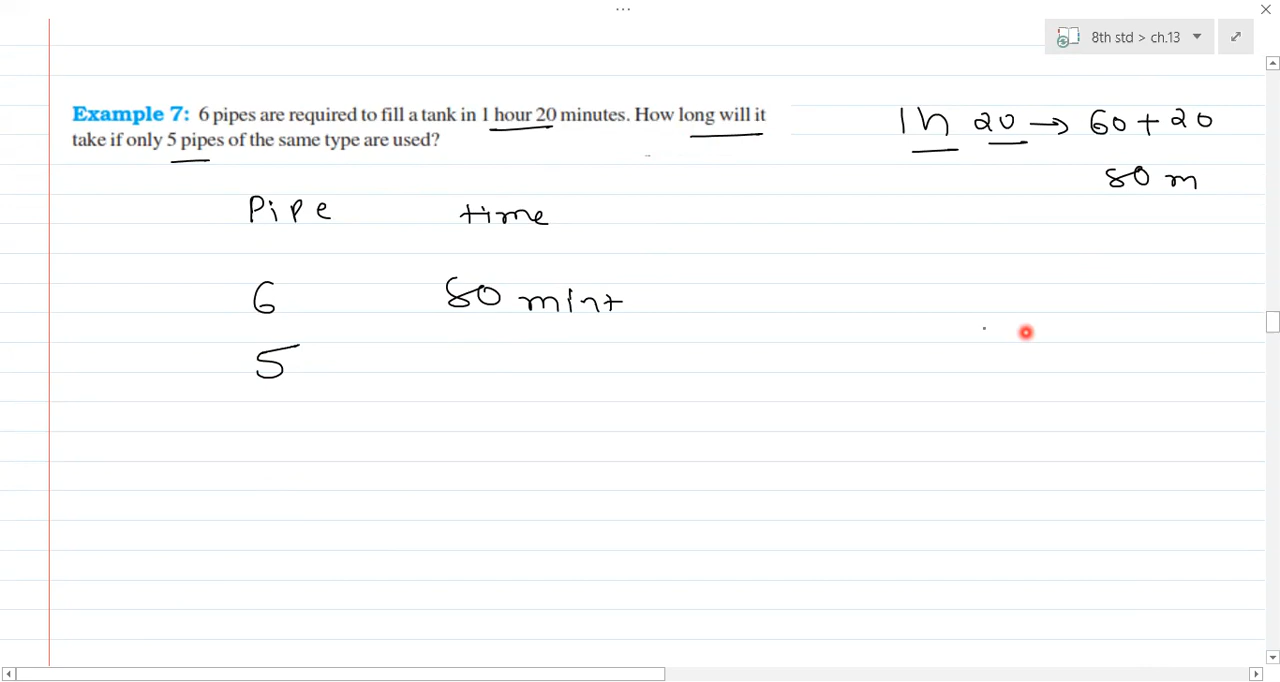 8th std > ch.13
Example 7: 6 pipes are required to fill a tank in 1 hour 20 minutes. How long will it
take if only 5 pipes of the same type are used?
1h 20 → 60+20
80 m
Pipe time
6 80 mint
5